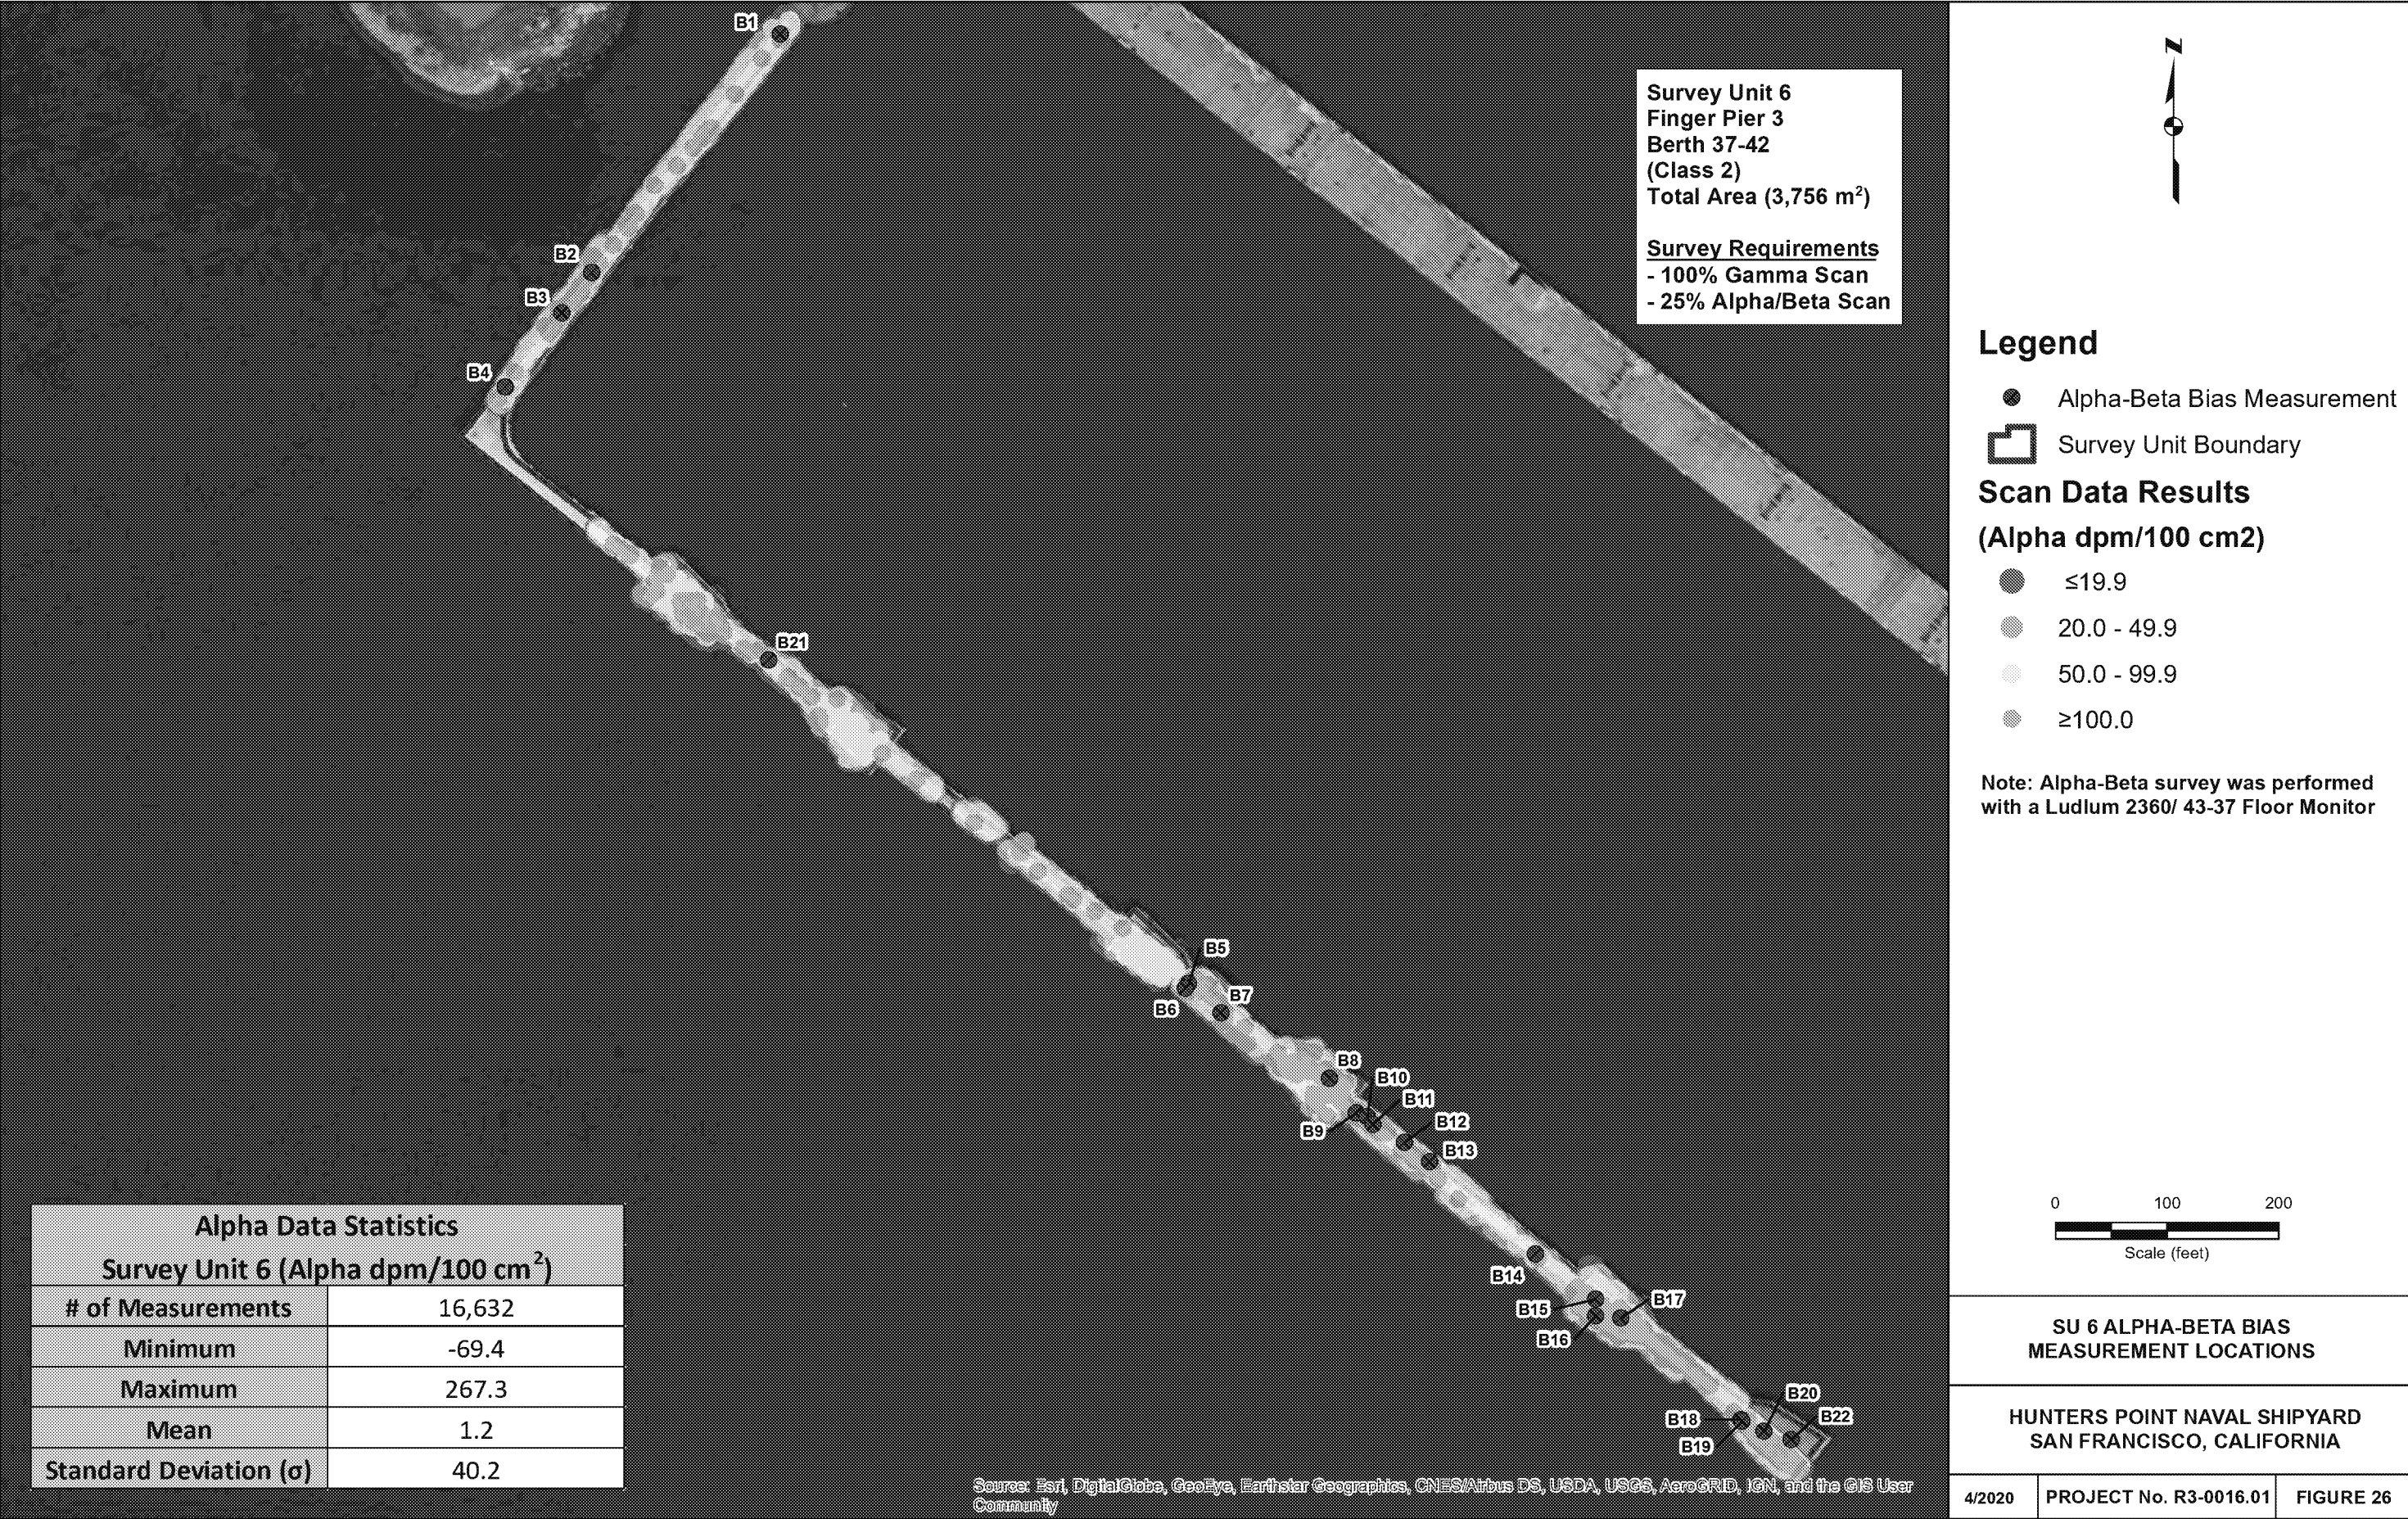 B1
B2
B3
B4
B21
B5
B6
B7
B8
B10
B11
B9
B12
B13
B14
B15
B17
B16
B20
B18
B22
B19
Survey Unit 6
Finger Pier 3
Berth 37-42
(Class 2)
Total Area (3,756 m²)
Survey Requirements
- 100% Gamma Scan
- 25% Alpha/Beta Scan
Alpha Data Statistics
Survey Unit 6 (Alpha dpm/100 cm²)
# of Measurements 16,632
Minimum -69.4
Maximum 267.3
Mean 1.2
Standard Deviation (σ) 40.2
Source: Esri, DigitalGlobe, GeoEye, Earthstar Geographics, CNES/Airbus DS, USDA, USGS, AeroGRID, IGN, and the GIS User
Community
N
Legend
Alpha-Beta Bias Measurement
Survey Unit Boundary
Scan Data Results
(Alpha dpm/100 cm2)
≤19.9
20.0 - 49.9
50.0 - 99.9
≥100.0
Note: Alpha-Beta survey was performed
with a Ludlum 2360/ 43-37 Floor Monitor
0 100 200
Scale (feet)
SU 6 ALPHA-BETA BIAS
MEASUREMENT LOCATIONS
HUNTERS POINT NAVAL SHIPYARD
SAN FRANCISCO, CALIFORNIA
4/2020 PROJECT No. R3-0016.01 FIGURE 26